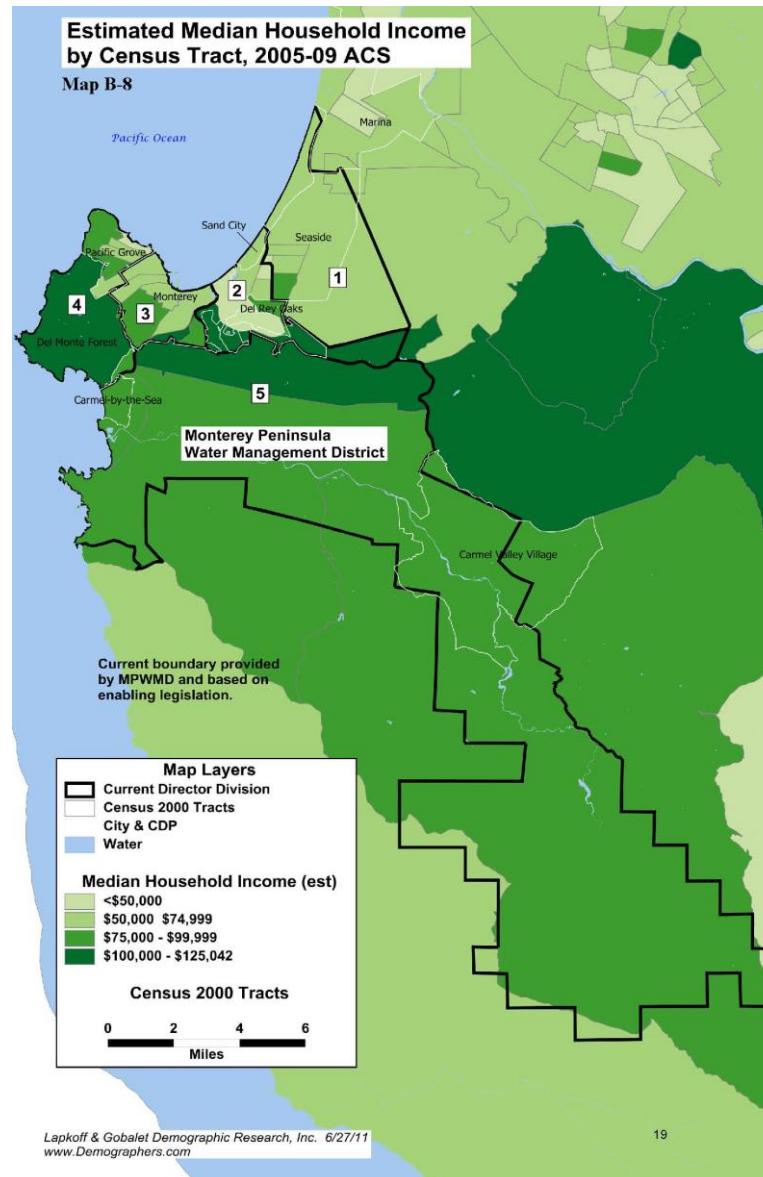 Estimated Median Household Income
by Census Tract, 2005-09 ACS
Map B-8
Pacific Ocean
Marina
Sand City
Seaside
Pacific Grove
1
2
4
Monterey
3
Del Rey Oaks
Del Monte Forest
5
Carmel-by-the-Sea
Monterey Peninsula
Water Management District
Carmel Valley Village
Current boundary provided
by MPWMD and based on
enabling legislation.
Map Layers
Current Director Division
Census 2000 Tracts
City & CDP
Water
Median Household Income (est)
<$50,000
$50,000 $74,999
$75,000 - $99,999
$100,000 - $125,042
Census 2000 Tracts
0 2 4 6
Miles
Lapkoff & Gobalet Demographic Research, Inc. 6/27/11
www.Demographers.com
19